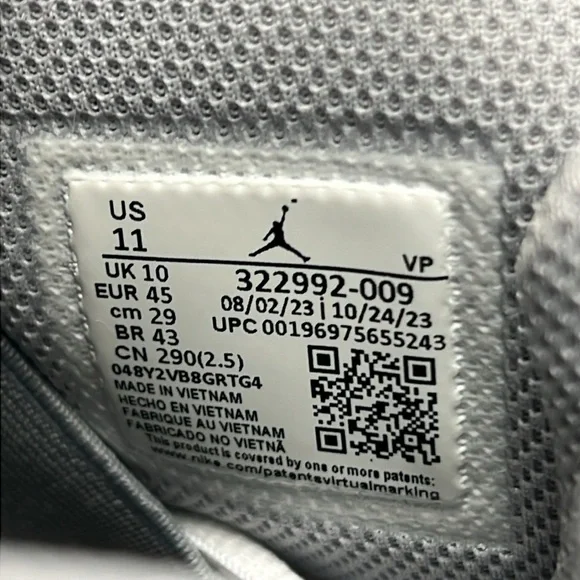 US
11
VP
UK 10
322992-009
EUR 45
08/02/23 | 10/24/23
cm 29
UPC 00196975655243
BR 43
CN 290(2.5)
048Y2VB8GRTG4
MADE IN VIETNAM
HECHO EN VIETNAM
FABRIQUE AU VIETNAM
FABRICADO NO VIETNÃ
This product is covered by one or more patents:
www.nike.com/patentsvirtualmarking